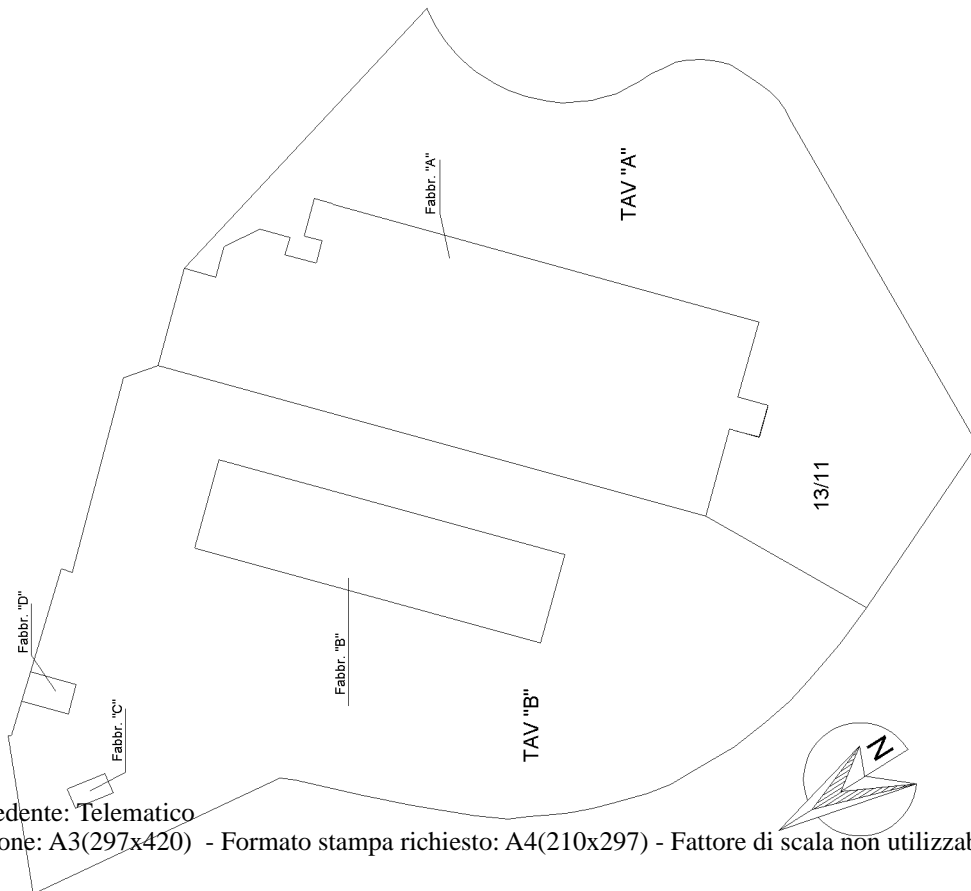 Fabbr. "A"
TAV "A"
13/11
Fabbr. "D"
Fabbr. "C"
Fabbr. "B"
TAV "B"
N
edente: Telematico
one: A3(297x420) - Formato stampa richiesto: A4(210x297) - Fattore di scala non utilizzab